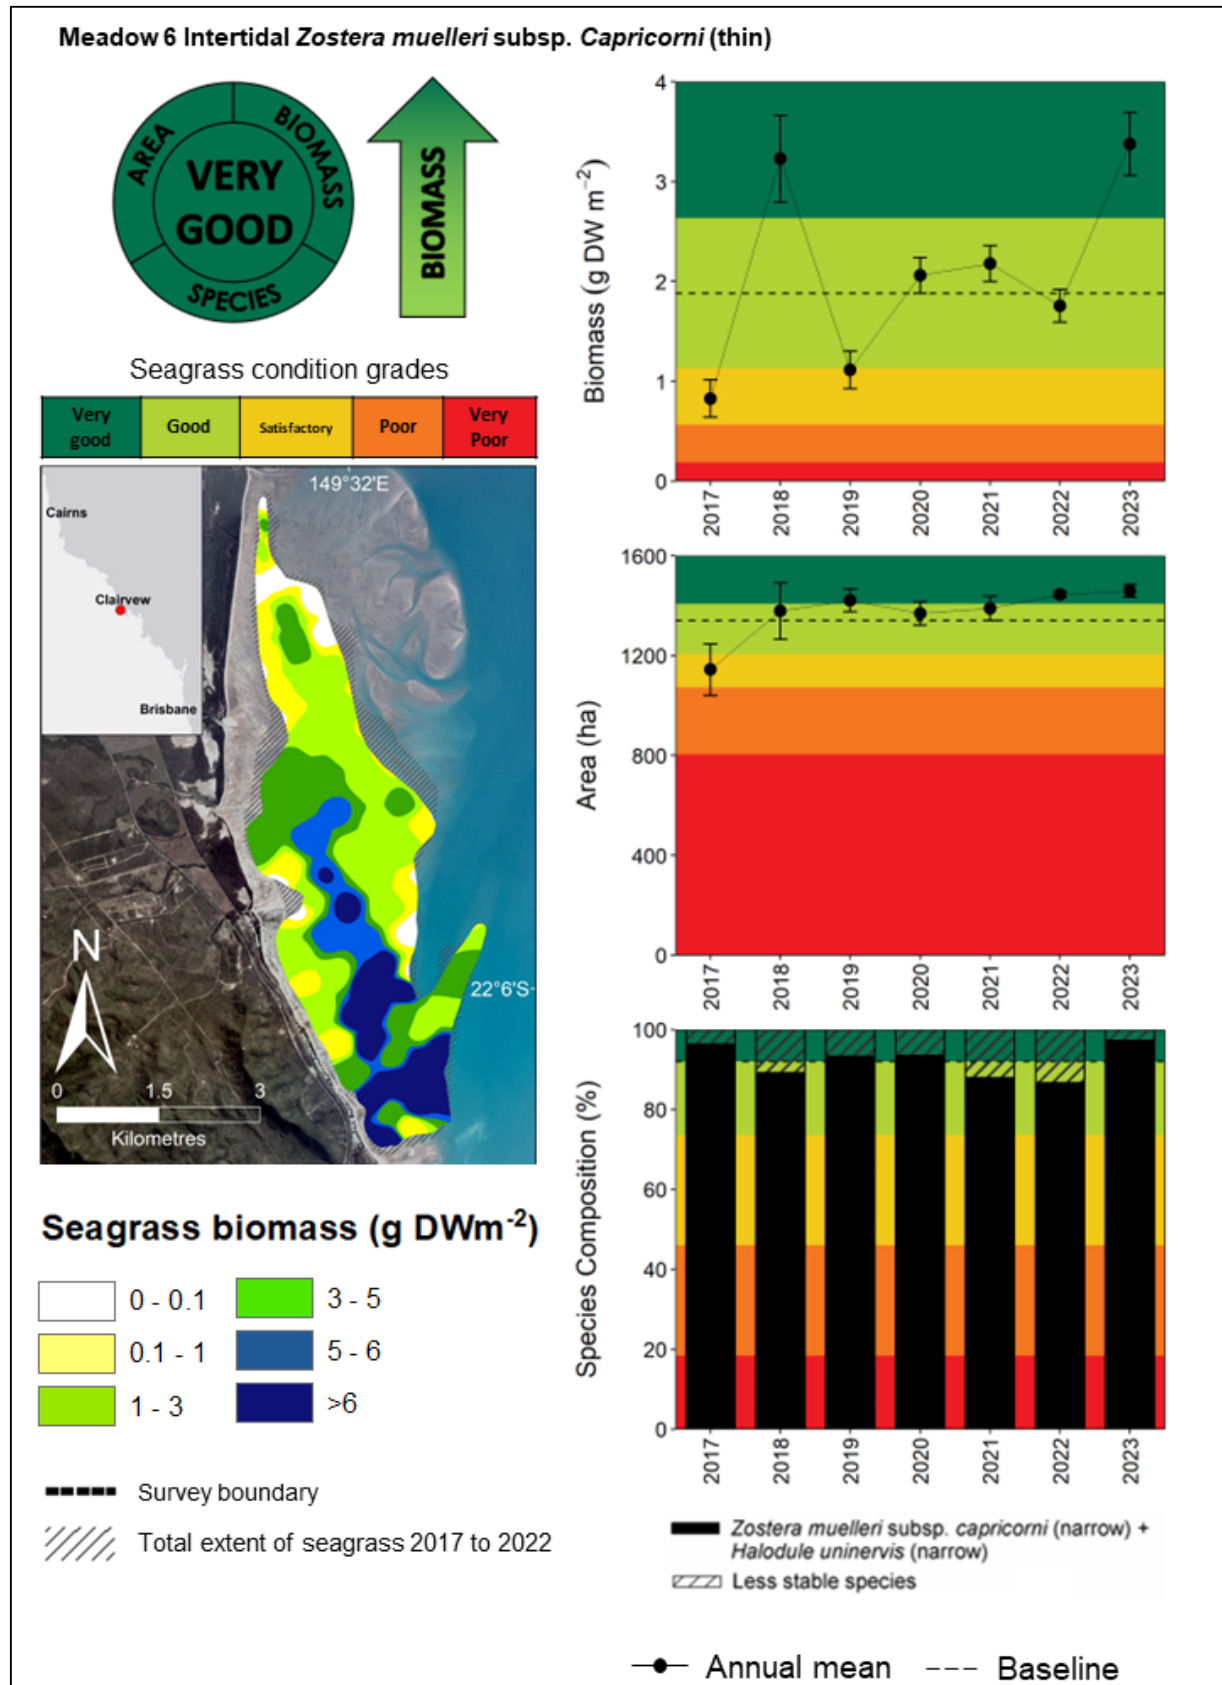 Meadow 6 Intertidal Zostera muelleri subsp. Capricorni (thin)
AREA
BIOMASS
VERY
GOOD
SPECIES
BIOMASS
Seagrass condition grades
Very
good
Good
Satisfactory
Poor
Very
Poor
149°32'E
Cairns
Clairvew
Brisbane
N
22°6'S
0
1.5
3
Kilometres
Seagrass biomass (g DWm-2)
0 - 0.1
0.1 - 1
1 - 3
3 - 5
5 - 6
>6
Survey boundary
Total extent of seagrass 2017 to 2022
Biomass (g DW m−2)
4
3
2
1
0
2017
2018
2019
2020
2021
2022
2023
Area (ha)
1600
1200
800
400
0
2017
2018
2019
2020
2021
2022
2023
Species Composition (%)
100
80
60
40
20
0
2017
2018
2019
2020
2021
2022
2023
Zostera muelleri subsp. capricorni (narrow) +
Halodule uninervis (narrow)
Less stable species
Annual mean
Baseline